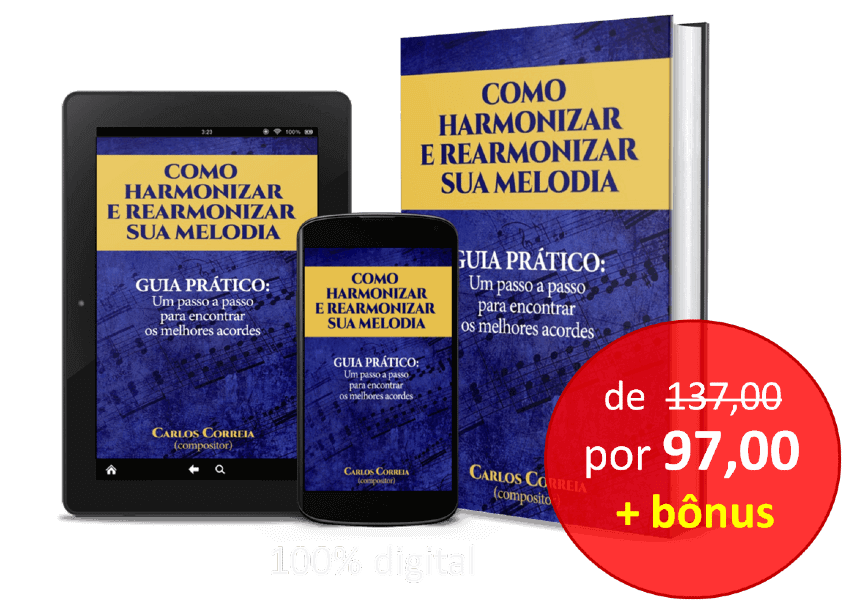 3:23
100%
COMO
HARMONIZAR
E REARMONIZAR
SUA MELODIA
GUIA PRÁTICO:
Um passo a passo
para encontrar
os melhores acordes
CARLOS CORREIA
(compositor)
COMO
HARMONIZAR
E REARMONIZAR
SUA MELODIA
GUIA PRÁTICO:
Um passo a passo
para encontrar
os melhores acordes
CARLOS CORREIA
(compositor)
COMO
HARMONIZAR
E REARMONIZAR
SUA MELODIA
GUIA PRÁTICO:
Um passo a passo
para encontrar
os melhores acordes
CARLOS CORREIA
(compositor
de 137,00
por 97,00
+ bônus
100% digital